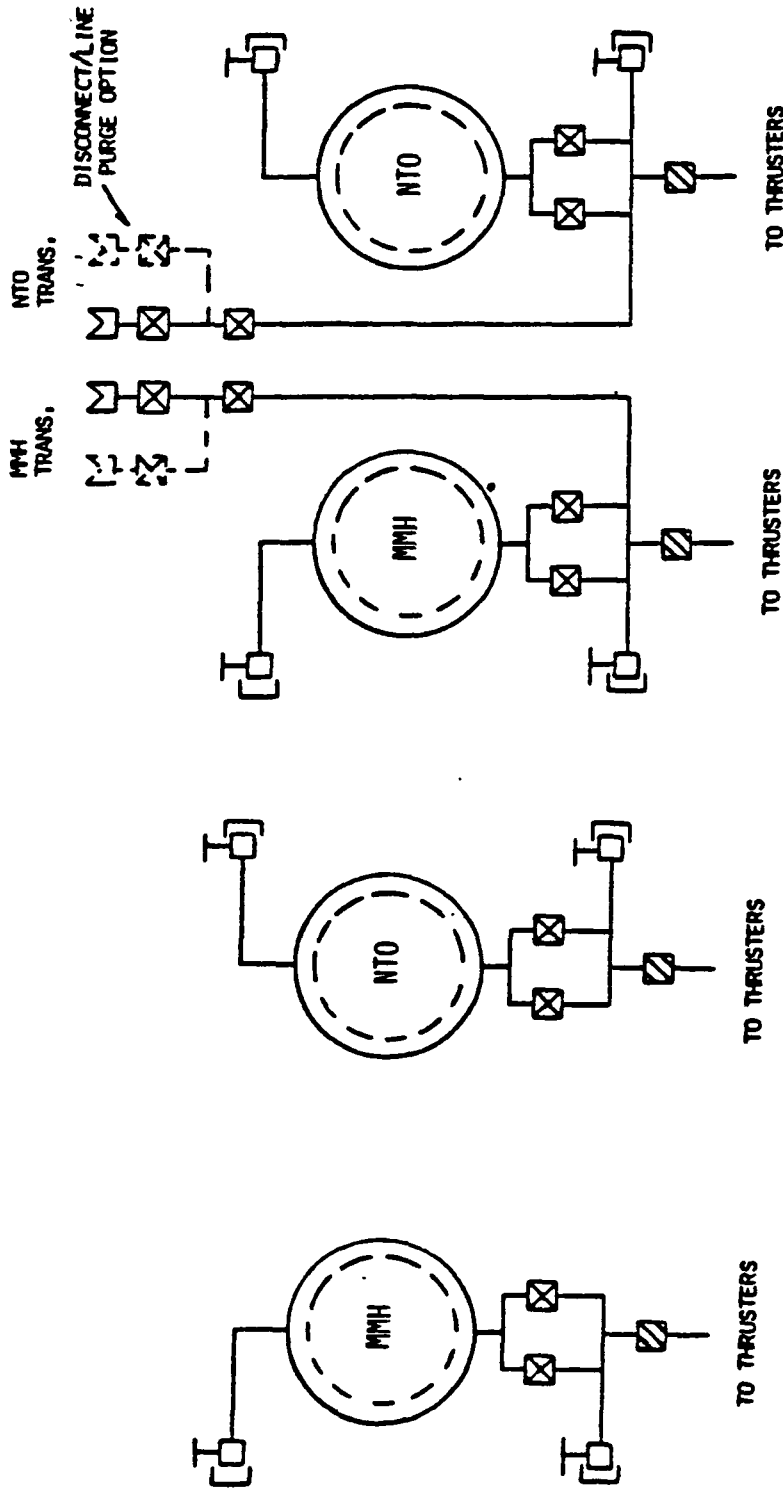 MMH
TRANS.
NTO
TRANS.
DISCONNECT/LINE
PURGE OPTION
MMH
NTO
MMH
NTO
TO THRUSTERS
TO THRUSTERS
TO THRUSTERS
TO THRUSTERS